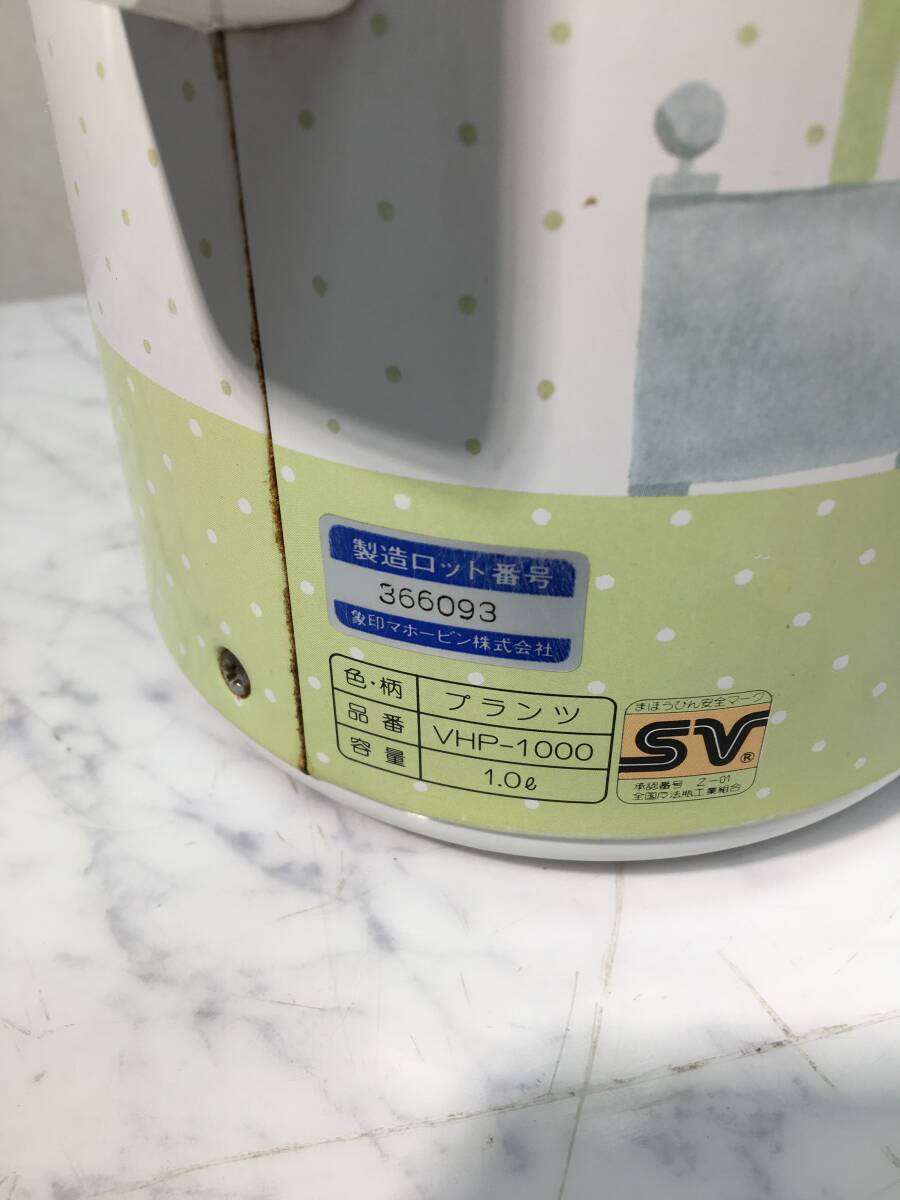 製造ロット番号
366093
象印マホービン株式会社
色・柄 プランツ
品番 VHP-1000
容量 1.0ℓ
まほうびん安全マーク
SV®
承認番号 Z-01
全国厂法瓶工業組合